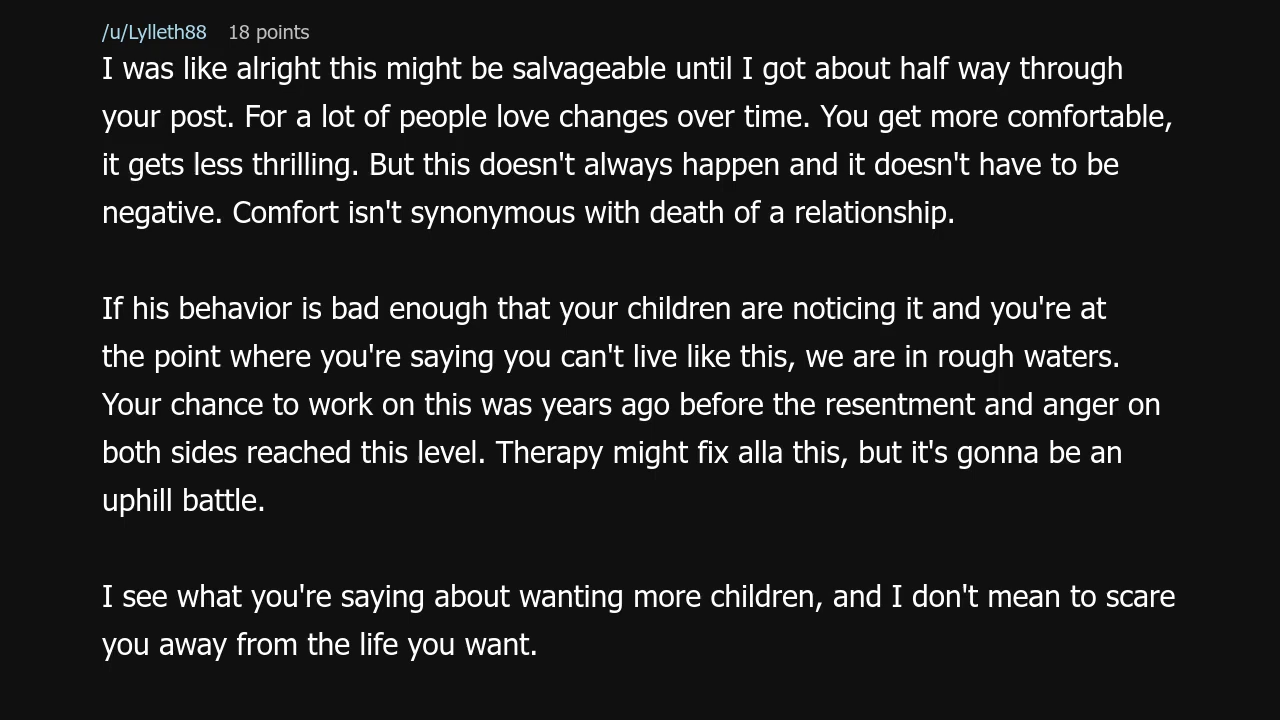 /u/Lylleth88 18 points
I was like alright this might be salvageable until I got about half way through
your post. For a lot of people love changes over time. You get more comfortable,
it gets less thrilling. But this doesn't always happen and it doesn't have to be
negative. Comfort isn't synonymous with death of a relationship.
If his behavior is bad enough that your children are noticing it and you're at
the point where you're saying you can't live like this, we are in rough waters.
Your chance to work on this was years ago before the resentment and anger on
both sides reached this level. Therapy might fix alla this, but it's gonna be an
uphill battle.
I see what you're saying about wanting more children, and I don't mean to scare
you away from the life you want.